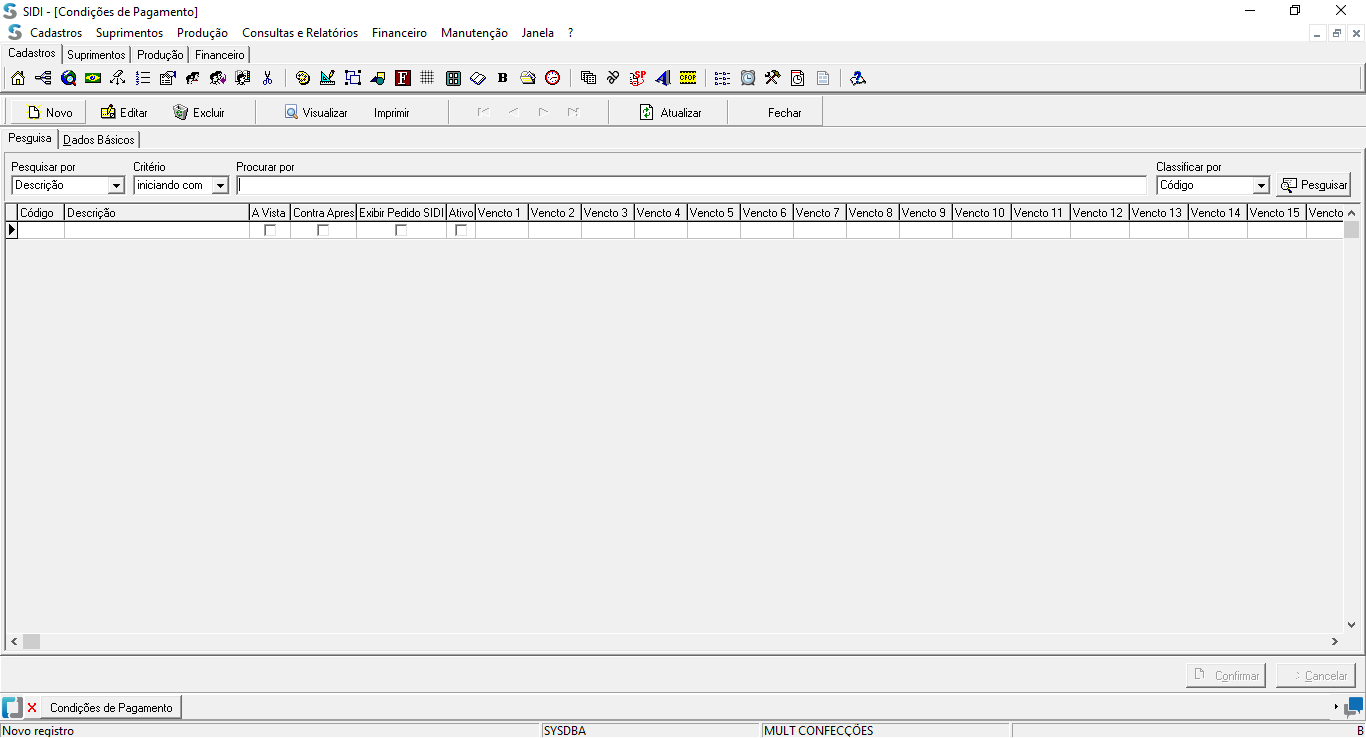 SIDI - [Condições de Pagamento]
Cadastros Suprimentos Produção Consultas e Relatórios Financeiro Manutenção Janela ?
Cadastros Suprimentos Produção Financeiro
F B SP CFOP
Novo Editar Excluir Visualizar Imprimir Atualizar Fechar
Pesquisa Dados Básicos
Pesquisar por Critério Procurar por Classificar por
Descrição iniciando com Código Pesquisar
Código Descrição A Vista Contra Apres Exibir Pedido SIDI Ativo Vencto 1 Vencto 2 Vencto 3 Vencto 4 Vencto 5 Vencto 6 Vencto 7 Vencto 8 Vencto 9 Vencto 10 Vencto 11 Vencto 12 Vencto 13 Vencto 14 Vencto 15 Vencto
Confirmar Cancelar
Condições de Pagamento
Novo registro SYSDBA MULT CONFECÇÕES B